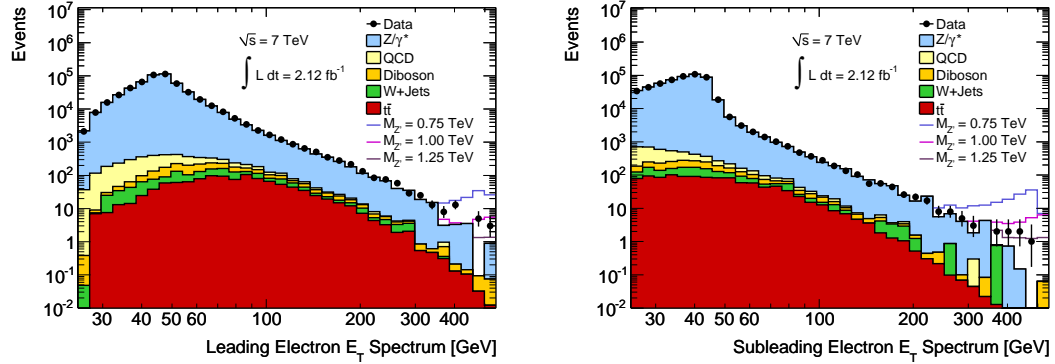 Events
10^7
10^6
10^5
10^4
10^3
10^2
10
1
10^-1
10^-2
√s = 7 TeV
∫ L dt = 2.12 fb^-1
Data
Z/γ*
QCD
Diboson
W+Jets
tt̄
M_Z' = 0.75 TeV
M_Z' = 1.00 TeV
M_Z' = 1.25 TeV
30 40 50 60 100 200 300 400
Leading Electron E_T Spectrum [GeV]
Events
10^7
10^6
10^5
10^4
10^3
10^2
10
1
10^-1
10^-2
√s = 7 TeV
∫ L dt = 2.12 fb^-1
Data
Z/γ*
QCD
Diboson
W+Jets
tt̄
M_Z' = 0.75 TeV
M_Z' = 1.00 TeV
M_Z' = 1.25 TeV
30 40 50 60 100 200 300 400
Subleading Electron E_T Spectrum [GeV]